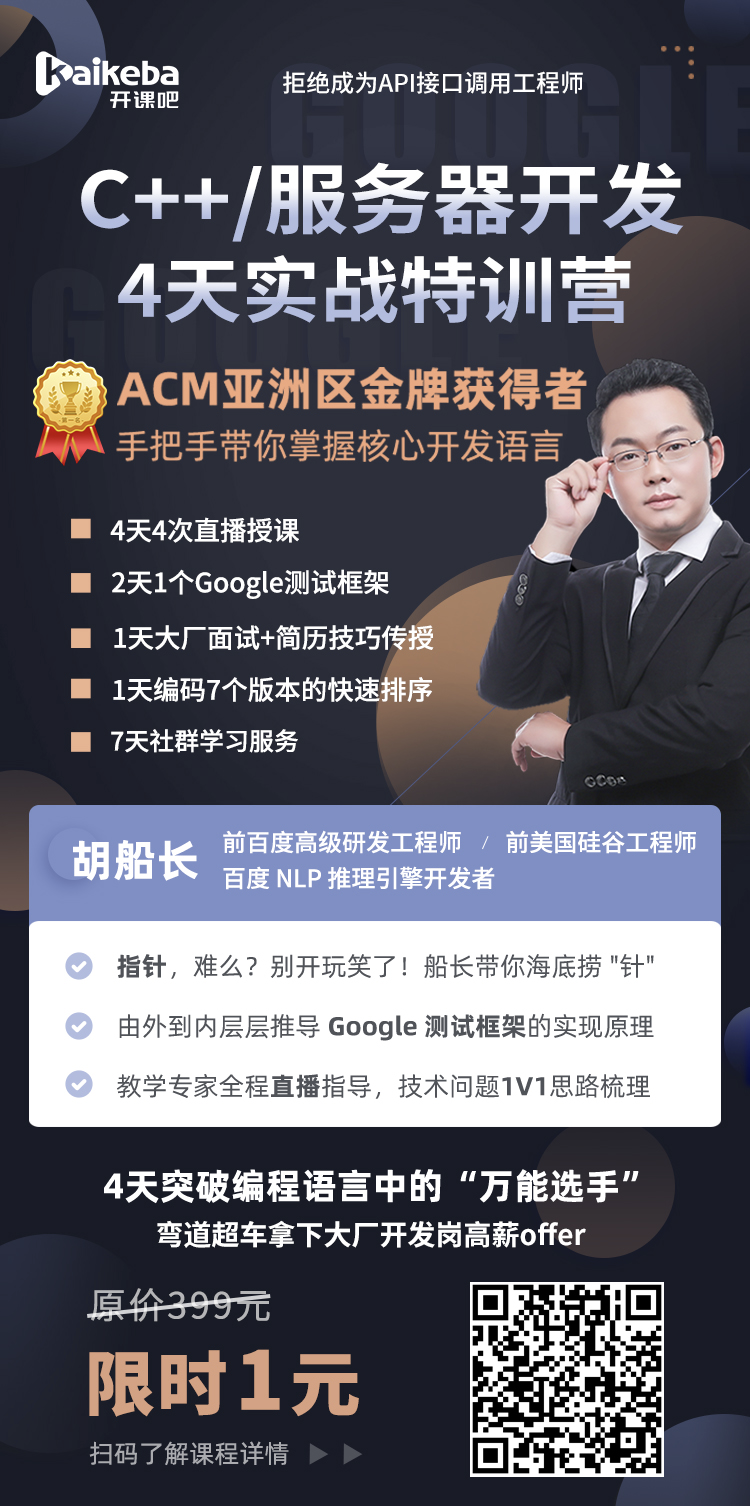 Kaikeba
开课吧
拒绝成为API接口调用工程师
C++/服务器开发
4天实战特训营
ACM亚洲区金牌获得者
手把手带你掌握核心开发语言
4天4次直播授课
2天1个Google测试框架
1天大厂面试+简历技巧传授
1天编码7个版本的快速排序
7天社群学习服务
胡船长
前百度高级研发工程师 / 前美国硅谷工程师
百度 NLP 推理引擎开发者
指针，难么？别开玩笑了！船长带你海底捞 "针"
由外到内层层推导 Google 测试框架的实现原理
教学专家全程直播指导，技术问题1V1思路梳理
4天突破编程语言中的“万能选手”
弯道超车拿下大厂开发岗高薪offer
原价399元
限时1元
扫码了解课程详情
GOOGLE
GOOGLE